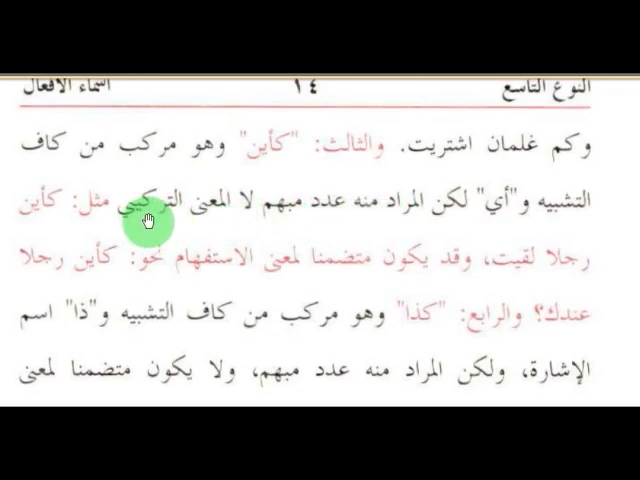 النوع التاسع ١٤ اسماء الافعال
وكم غلمان اشتريت. والثالث: "كأين" وهو مركب من كاف
التشبيه و"أي" لكن المراد منه عدد مبهم لا المعنى التركيبي مثل: كأين
رجلا لقيت، وقد يكون متضمنا لمعنى الاستفهام نحو: كأين رجلا
عندك؟ والرابع: "كذا" وهو مركب من كاف التشبيه و"ذا" اسم
الإشارة، ولكن المراد منه عدد مبهم، ولا يكون متضمنا لمعنى